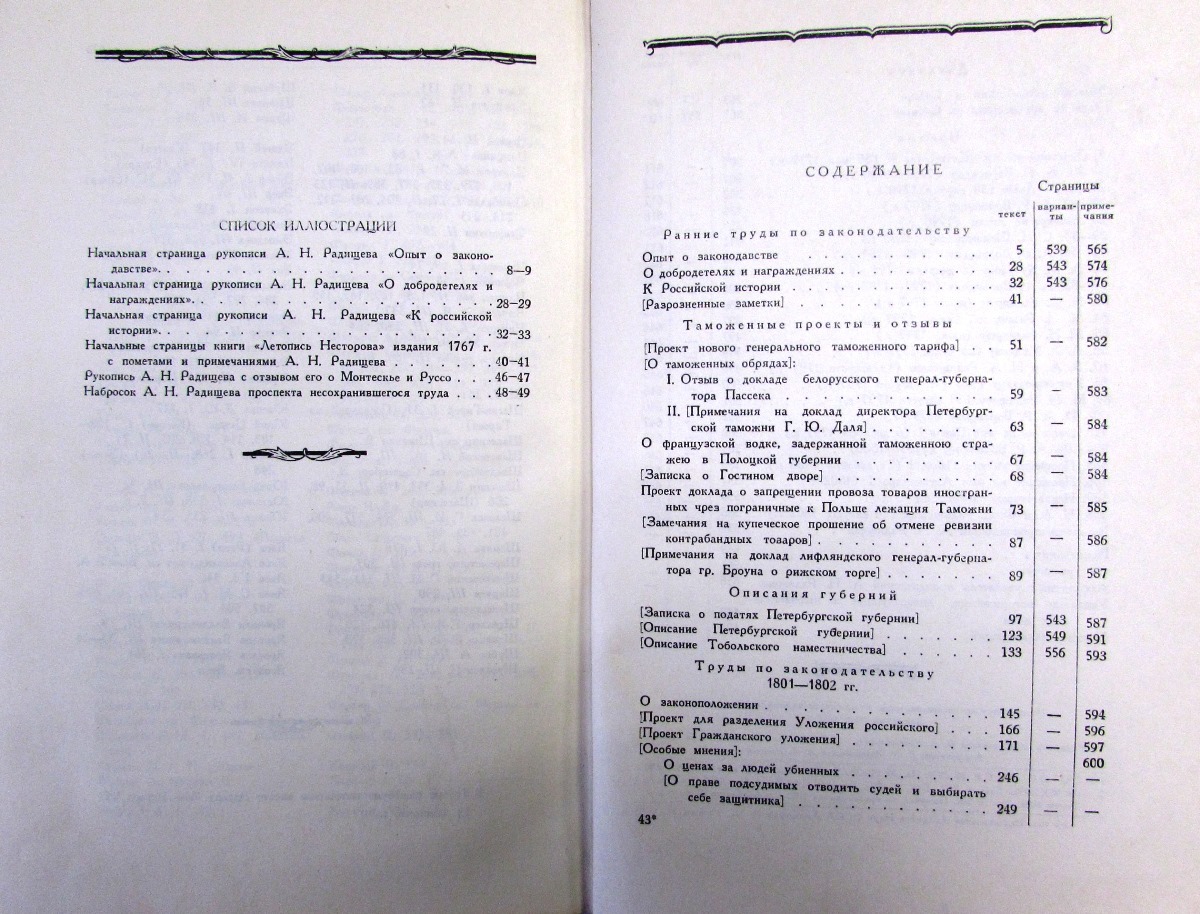 СПИСОК ИЛЛЮСТРАЦИЙ
Начальная страница рукописи А. Н. Радищева «Опыт о законо-
давстве». . . . . . . . . . . . . . . . . . . . 8—9
Начальная страница рукописи А. Н. Радищева «О добродетелях и
награждениях». . . . . . . . . . . . . . . . . . 28—29
Начальная страница рукописи А. Н. Радищева «К российской
истории». . . . . . . . . . . . . . . . . . . . 32—33
Начальные страницы книги «Летопись Несторова» издания 1767 г.
с пометами и примечаниями А. Н. Радищева . . . . . . . 40—41
Рукопись А. Н. Радищева с отзывом его о Монтескье и Руссо . . . 46—47
Набросок А. Н. Радищева проспекта несохранившегося труда . . . 48—49
СОДЕРЖАНИЕ
Страницы
текст вариан- приме-
ты чания
Ранние труды по законодательству
Опыт о законодавстве . . . . . . . . . . . 5 539 565
О добродетелях и награждениях . . . . . . . . . 28 543 574
К Российской истории . . . . . . . . . . . . 32 543 576
[Разрозненные заметки] . . . . . . . . . . . . 41 — 580
Таможенные проекты и отзывы
[Проект нового генерального таможенного тарифа] . . 51 — 582
[О таможенных обрядах]:
I. Отзыв о докладе белорусского генерал-губерна-
тора Пассека . . . . . . . . . . . . . 59 — 583
II. [Примечания на доклад директора Петербург-
ской таможни Г. Ю. Даля] . . . . . . . . 63 — 584
О французской водке, задержанной таможенною стра-
жею в Полоцкой губернии . . . . . . . . . 67 — 584
[Записка о Гостином дворе] . . . . . . . . . . 68 — 584
Проект доклада о запрещении провоза товаров иностран-
ных чрез пограничные к Польше лежащия Таможни 73 — 585
[Замечания на купеческое прошение об отмене ревизии
контрабандных товаров] . . . . . . . . . . . 87 — 586
[Примечания на доклад лифляндского генерал-губерна-
тора гр. Броуна о рижском торге] . . . . . . . 89 — 587
Описания губерний
[Записка о податях Петербургской губернии] 97 543 587
[Описание Петербургской губернии] . . . . . . . 123 549 591
[Описание Тобольского наместничества] . . . . . . 133 556 593
Труды по законодательству
1801—1802 гг.
О законоположении . . . . . . . . . . . . . . 145 — 594
[Проект для разделения Уложения российского] . . . 166 — 596
[Проект Гражданского уложения] . . . . . . . . . 171 — 597
[Особые мнения]: 600
О ценах за людей убиенных . . . . . . . . . 246 — —
[О праве подсудимых отводить судей и выбирать
себе защитника] . . . . . . . . . . . . 249 — —
43*